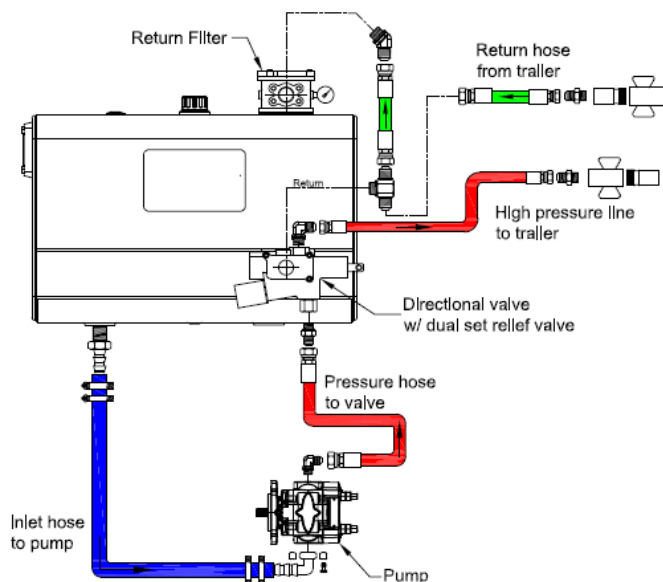 Return Filter
Return hose
from trailer
Return
High pressure line
to trailer
Directional valve
w/ dual set relief valve
Pressure hose
to valve
Inlet hose
to pump
Pump